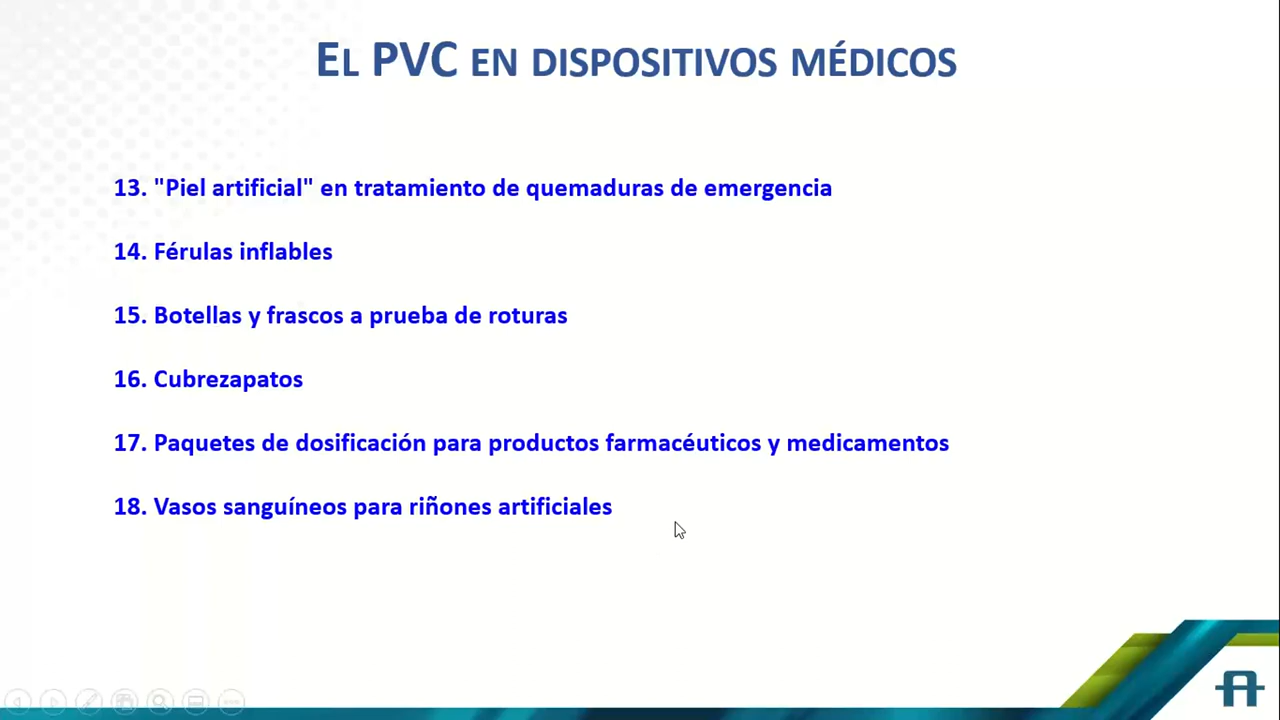 EL PVC EN DISPOSITIVOS MÉDICOS
13. "Piel artificial" en tratamiento de quemaduras de emergencia
14. Férulas inflables
15. Botellas y frascos a prueba de roturas
16. Cubrezapatos
17. Paquetes de dosificación para productos farmacéuticos y medicamentos
18. Vasos sanguíneos para riñones artificiales